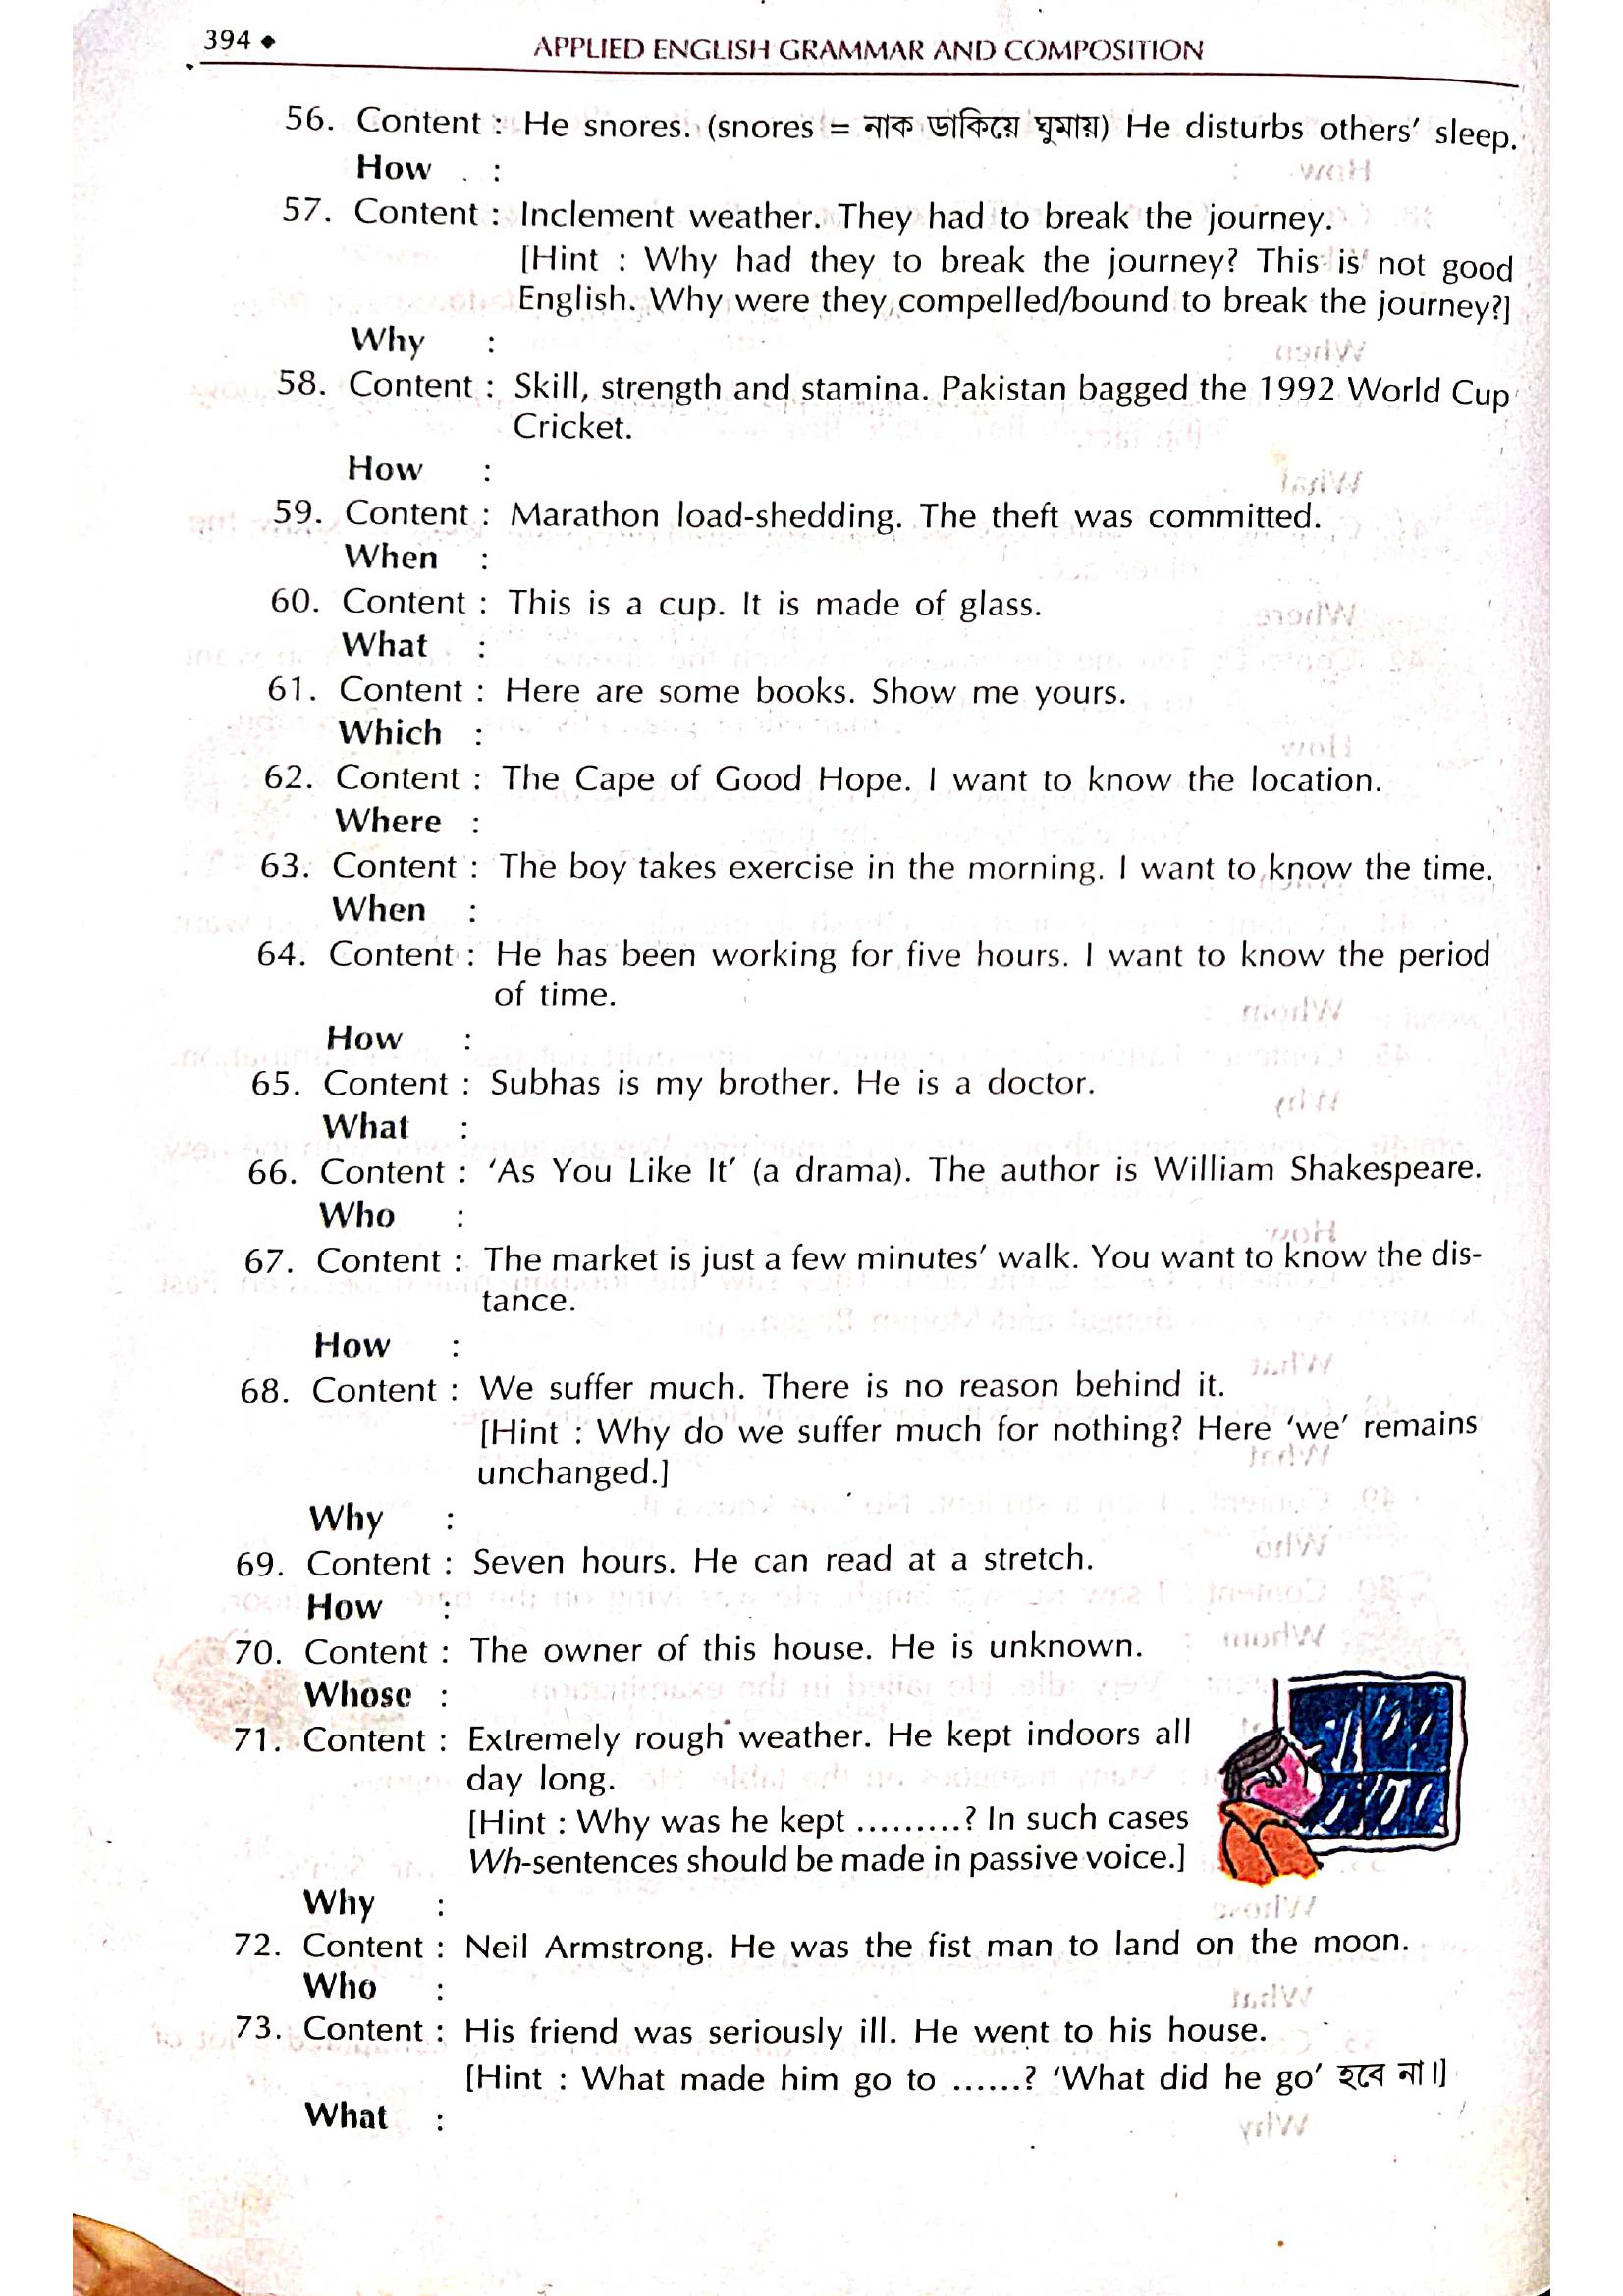 394 ◆
APPLIED ENGLISH GRAMMAR AND COMPOSITION
56. Content : He snores. (snores = নাক ডাকিয়ে ঘুমায়) He disturbs others' sleep.
How :
57. Content : Inclement weather. They had to break the journey.
[Hint : Why had they to break the journey? This is not good
English. Why were they compelled/bound to break the journey?]
Why :
58. Content : Skill, strength and stamina. Pakistan bagged the 1992 World Cup
Cricket.
How :
59. Content : Marathon load-shedding. The theft was committed.
When :
60. Content : This is a cup. It is made of glass.
What :
61. Content : Here are some books. Show me yours.
Which :
62. Content : The Cape of Good Hope. I want to know the location.
Where :
63. Content : The boy takes exercise in the morning. I want to know the time.
When :
64. Content : He has been working for five hours. I want to know the period
of time.
How :
65. Content : Subhas is my brother. He is a doctor.
What :
66. Content : 'As You Like It' (a drama). The author is William Shakespeare.
Who :
67. Content : The market is just a few minutes' walk. You want to know the dis-
tance.
How :
68. Content : We suffer much. There is no reason behind it.
[Hint : Why do we suffer much for nothing? Here 'we' remains
unchanged.]
Why :
69. Content : Seven hours. He can read at a stretch.
How :
70. Content : The owner of this house. He is unknown.
Whose :
71. Content : Extremely rough weather. He kept indoors all
day long.
[Hint : Why was he kept .........? In such cases
Wh-sentences should be made in passive voice.]
Why :
72. Content : Neil Armstrong. He was the fist man to land on the moon.
Who :
73. Content : His friend was seriously ill. He went to his house.
[Hint : What made him go to ......? 'What did he go' হবে না।]
What :